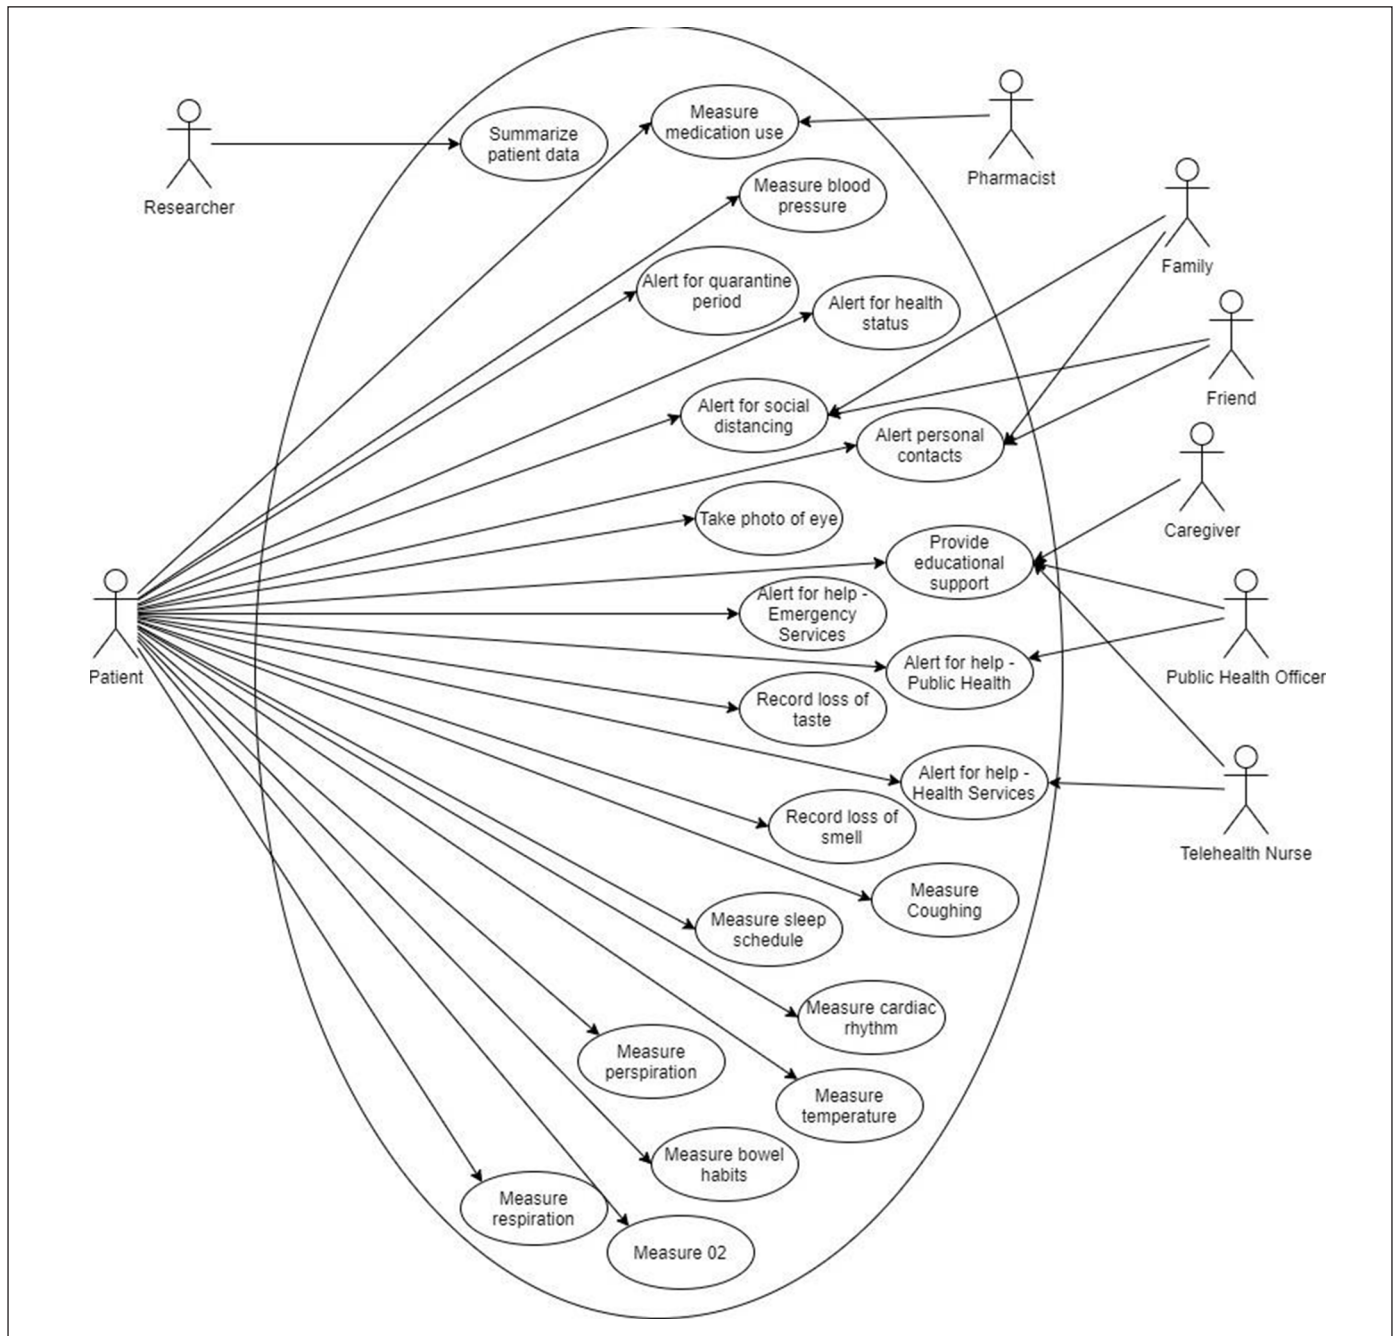 Measure
medication use
Summarize
patient data
Pharmacist
Researcher
Measure blood
pressure
Family
Alert for quarantine
period
Alert for health
status
Friend
Alert for social
distancing
Alert personal
contacts
Take photo of eye
Caregiver
Provide
educational
support
Alert for help -
Emergency
Services
Patient
Alert for help -
Public Health
Public Health Officer
Record loss of
taste
Alert for help -
Health Services
Record loss of
smell
Telehealth Nurse
Measure
Coughing
Measure sleep
schedule
Measure cardiac
rhythm
Measure
perspiration
Measure
temperature
Measure bowel
habits
Measure
respiration
Measure 02